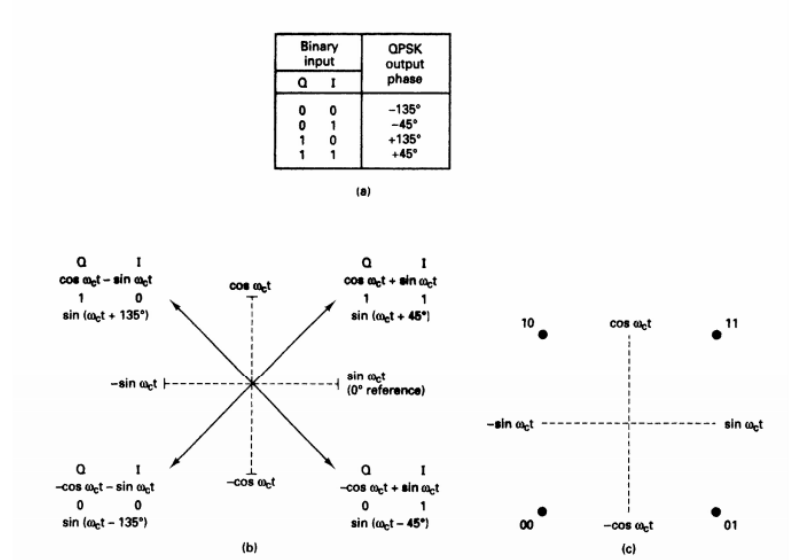 Binary input
QPSK output phase
Q I
0 0 −135°
0 1 −45°
1 0 +135°
1 1 +45°
(a)
Q I
cos ωct − sin ωct
1 0
sin (ωct + 135°)
cos ωct
Q I
cos ωct + sin ωct
1 1
sin (ωct + 45°)
−sin ωct
sin ωct
(0° reference)
Q I
−cos ωct − sin ωct
0 0
sin (ωct − 135°)
−cos ωct
Q I
−cos ωct + sin ωct
0 1
sin (ωct − 45°)
(b)
10
cos ωct
11
−sin ωct
sin ωct
00
−cos ωct
01
(c)